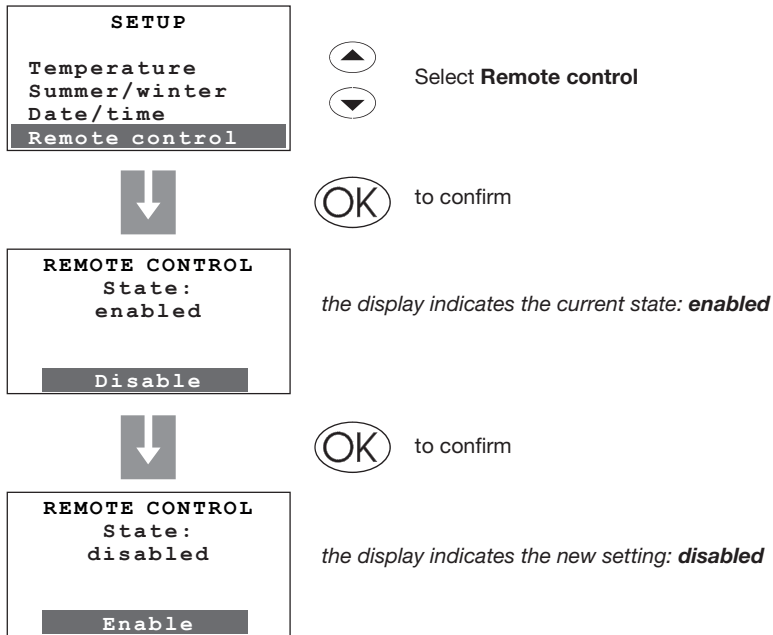 SETUP
Temperature
Summer/winter
Date/time
Remote control
Select Remote control
OK
to confirm
REMOTE CONTROL
State:
enabled
Disable
the display indicates the current state: enabled
OK
to confirm
REMOTE CONTROL
State:
disabled
Enable
the display indicates the new setting: disabled